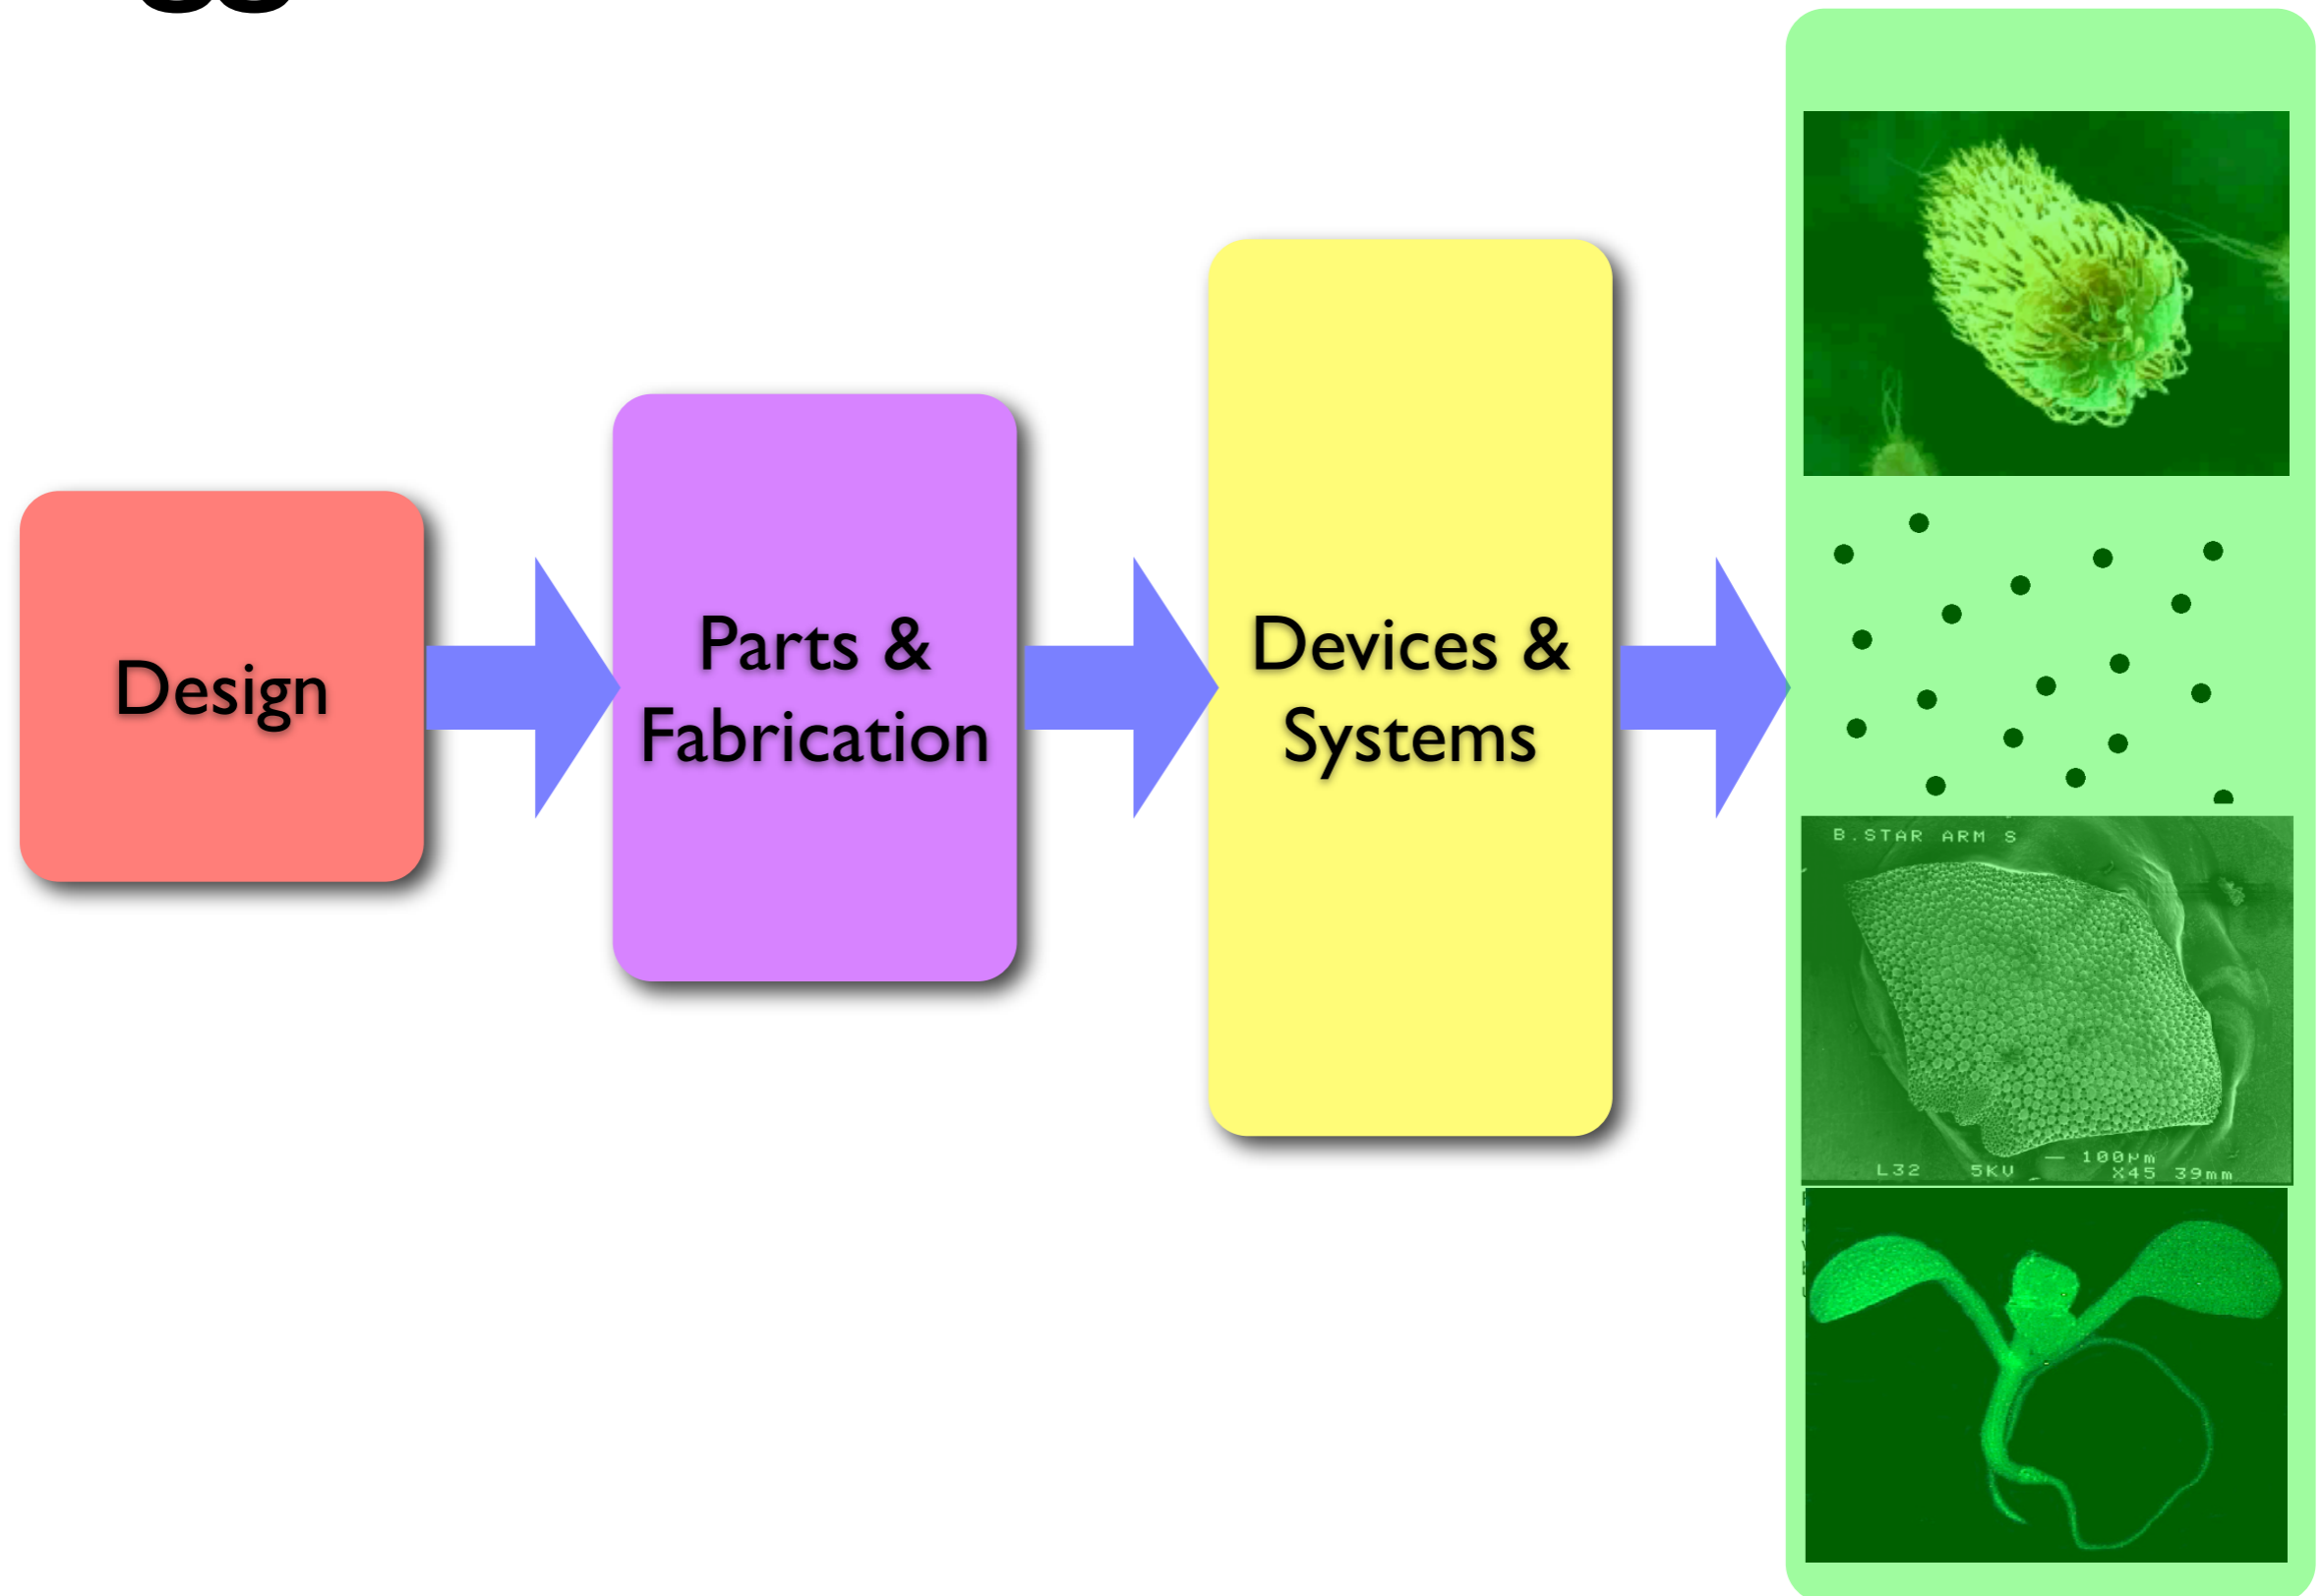 Design
Parts &
Fabrication
Devices &
Systems
B.STAR ARM S
100µm
L32 5KV X45 39mm